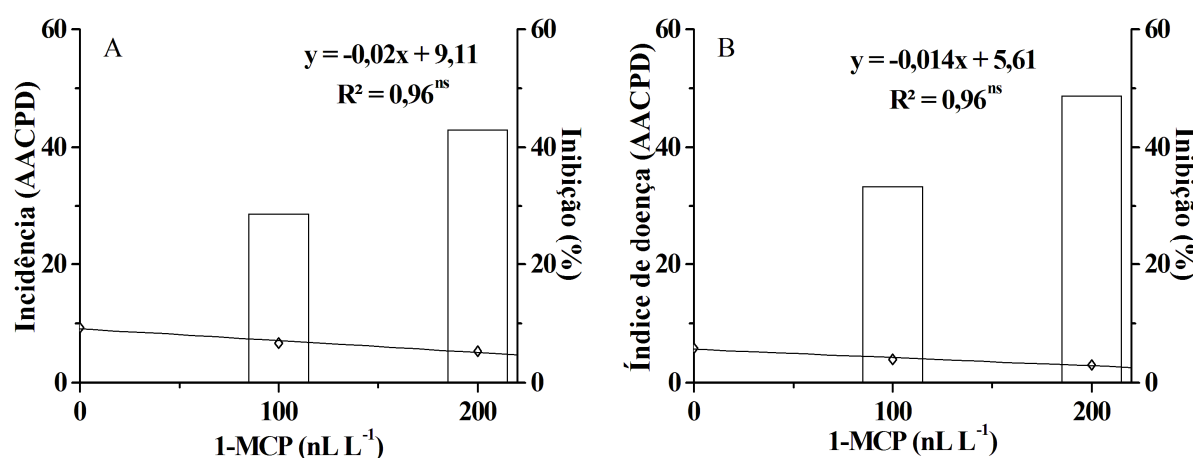 A
y = -0,02x + 9,11
R² = 0,96ns
Incidência (AACPD)
Inibição (%)
60
40
20
0
60
40
20
0
0
100
200
1-MCP (nL L-1)
B
y = -0,014x + 5,61
R² = 0,96ns
Índice de doença (AACPD)
Inibição (%)
60
40
20
0
60
40
20
0
0
100
200
1-MCP (nL L-1)